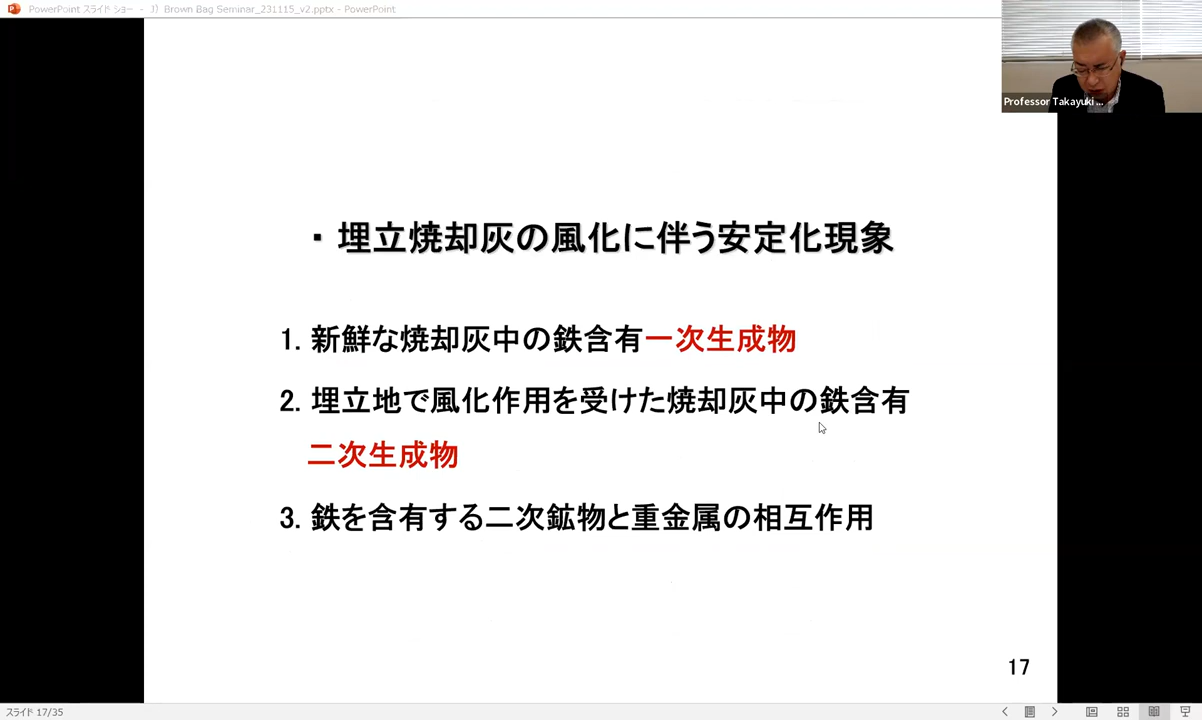 PowerPoint スライド ショー - J) Brown Bag Seminar_231115_v2.pptx - PowerPoint
Professor Takayuki ...
・埋立焼却灰の風化に伴う安定化現象
1. 新鮮な焼却灰中の鉄含有一次生成物
2. 埋立地で風化作用を受けた焼却灰中の鉄含有
二次生成物
3. 鉄を含有する二次鉱物と重金属の相互作用
17
スライド 17/35